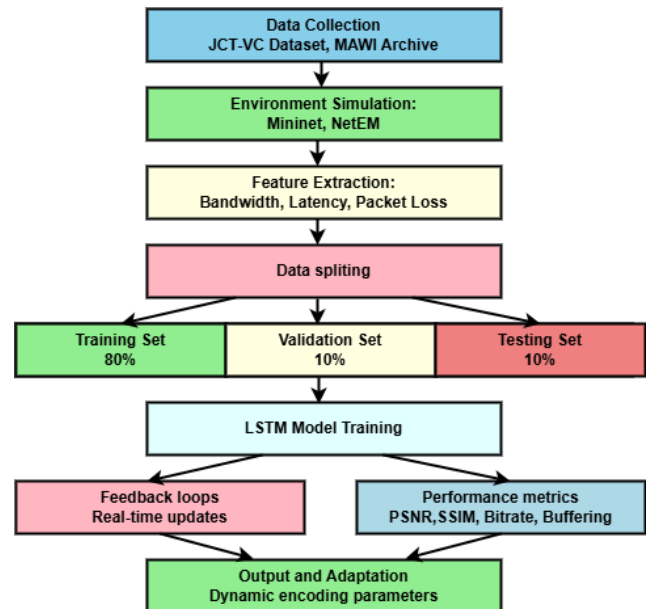 Data Collection
JCT-VC Dataset, MAWI Archive
Environment Simulation:
Mininet, NetEM
Feature Extraction:
Bandwidth, Latency, Packet Loss
Data spliting
Training Set
80%
Validation Set
10%
Testing Set
10%
LSTM Model Training
Feedback loops
Real-time updates
Performance metrics
PSNR,SSIM, Bitrate, Buffering
Output and Adaptation
Dynamic encoding parameters